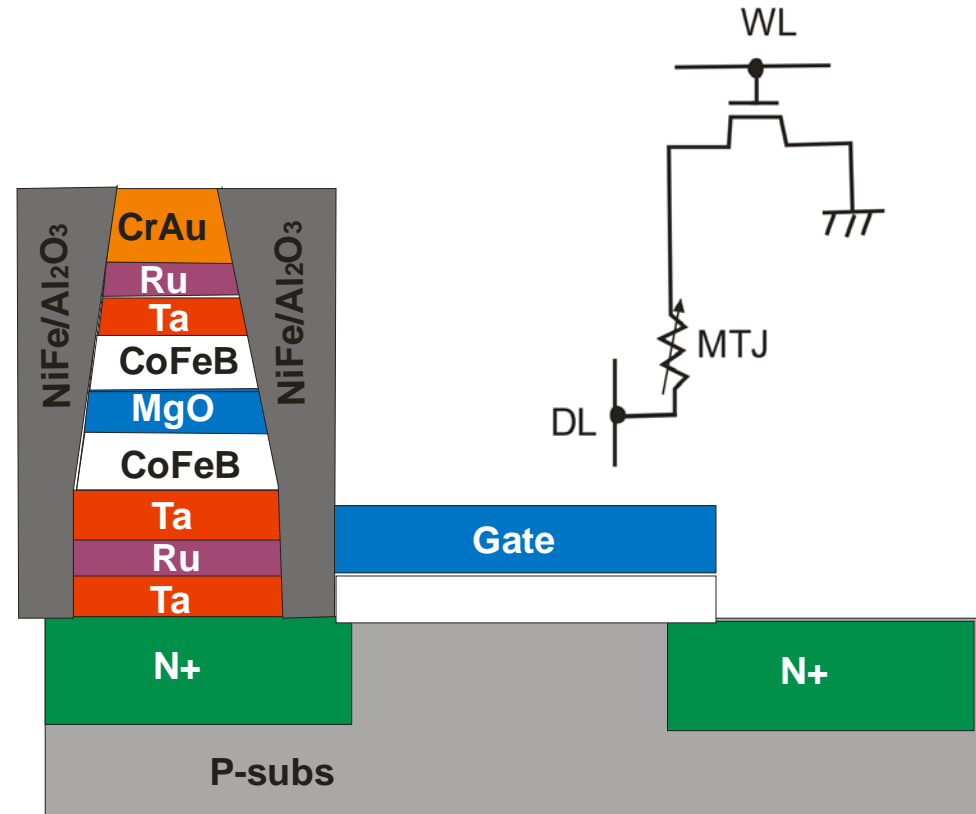 WL
MTJ
DL
NiFe/Al₂O₃
CrAu
NiFe/Al₂O₃
Ru
Ta
CoFeB
MgO
CoFeB
Ta
Ru
Ta
Gate
N+
N+
P-subs